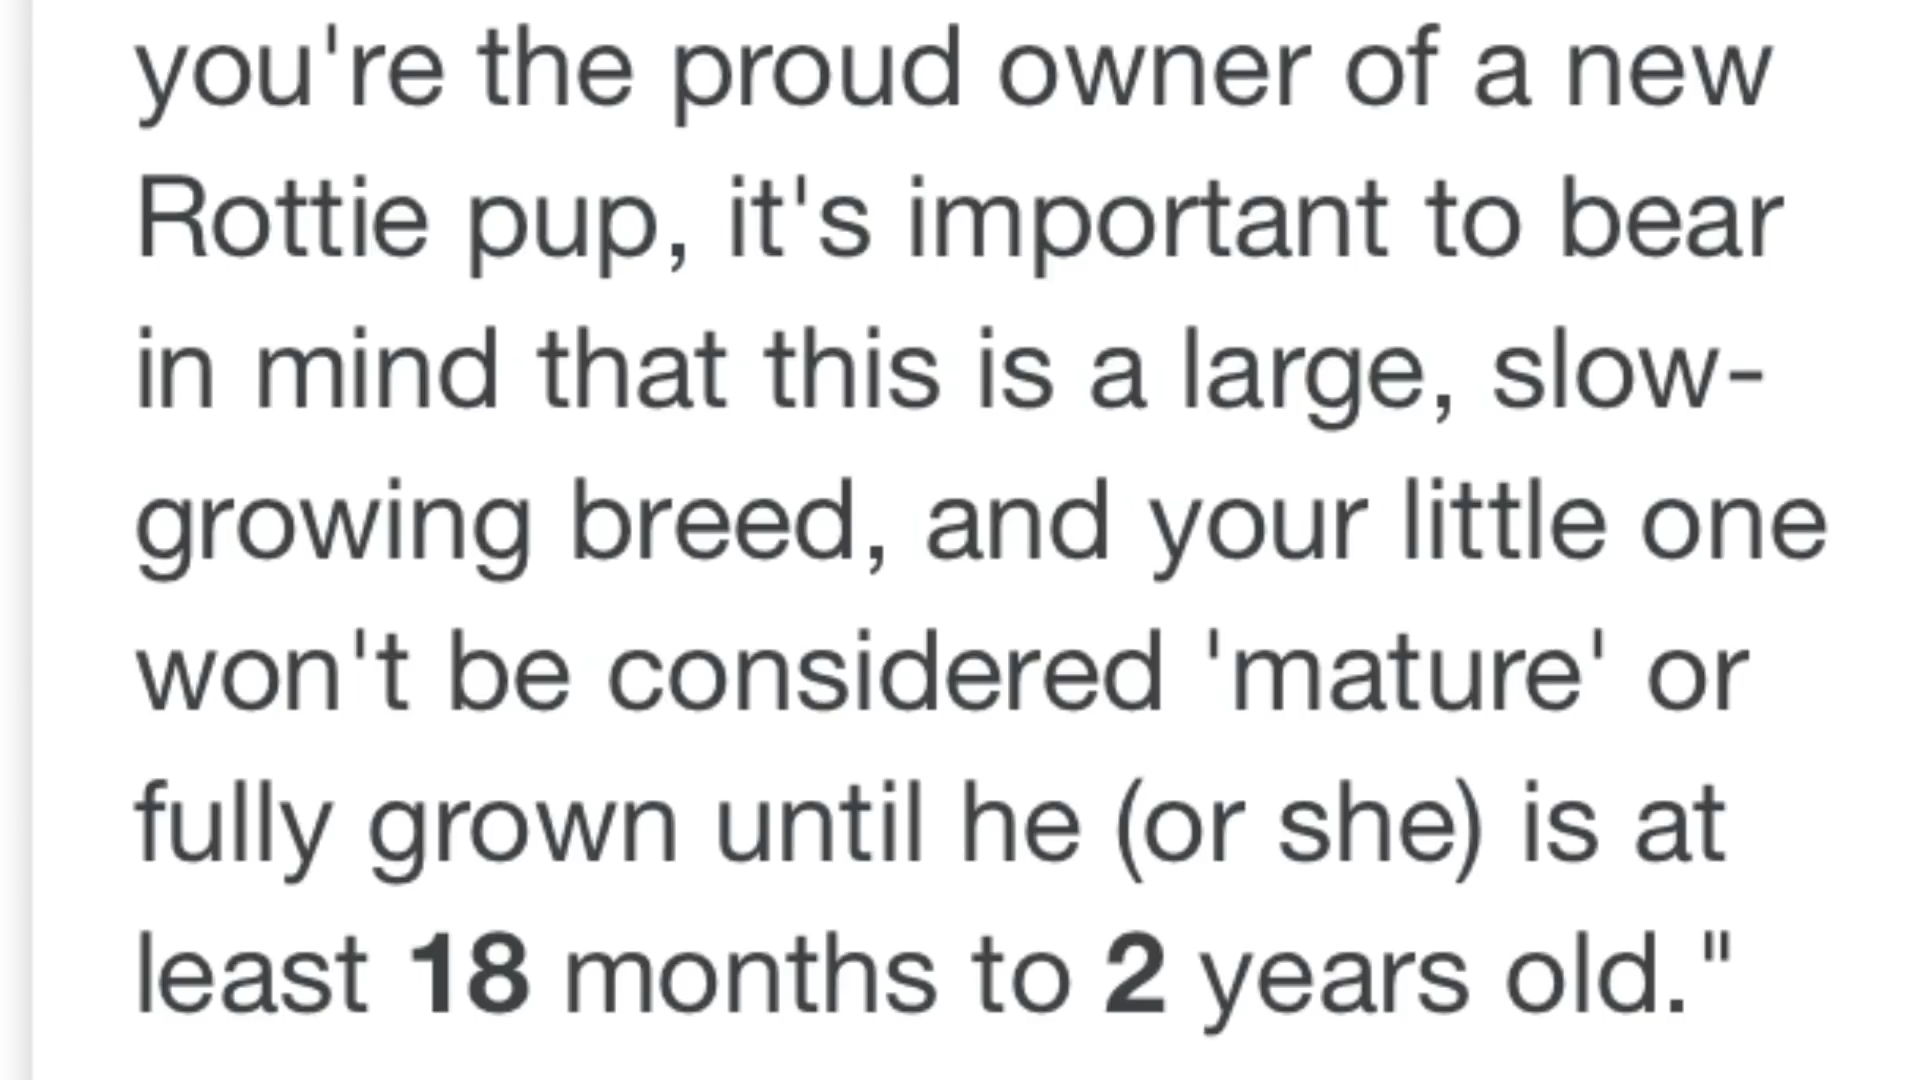 you're the proud owner of a new
Rottie pup, it's important to bear
in mind that this is a large, slow-
growing breed, and your little one
won't be considered 'mature' or
fully grown until he (or she) is at
least 18 months to 2 years old."